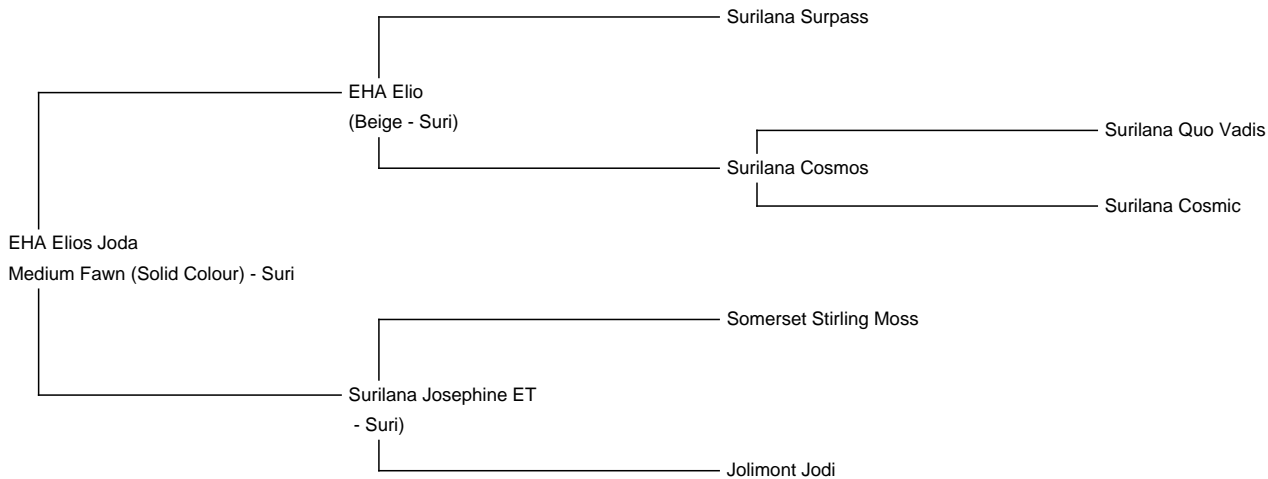 Surilana Surpass
EHA Elio
(Beige - Suri)
Surilana Quo Vadis
Surilana Cosmos
Surilana Cosmic
EHA Elios Joda
Medium Fawn (Solid Colour) - Suri
Somerset Stirling Moss
Surilana Josephine ET
- Suri)
Jolimont Jodi